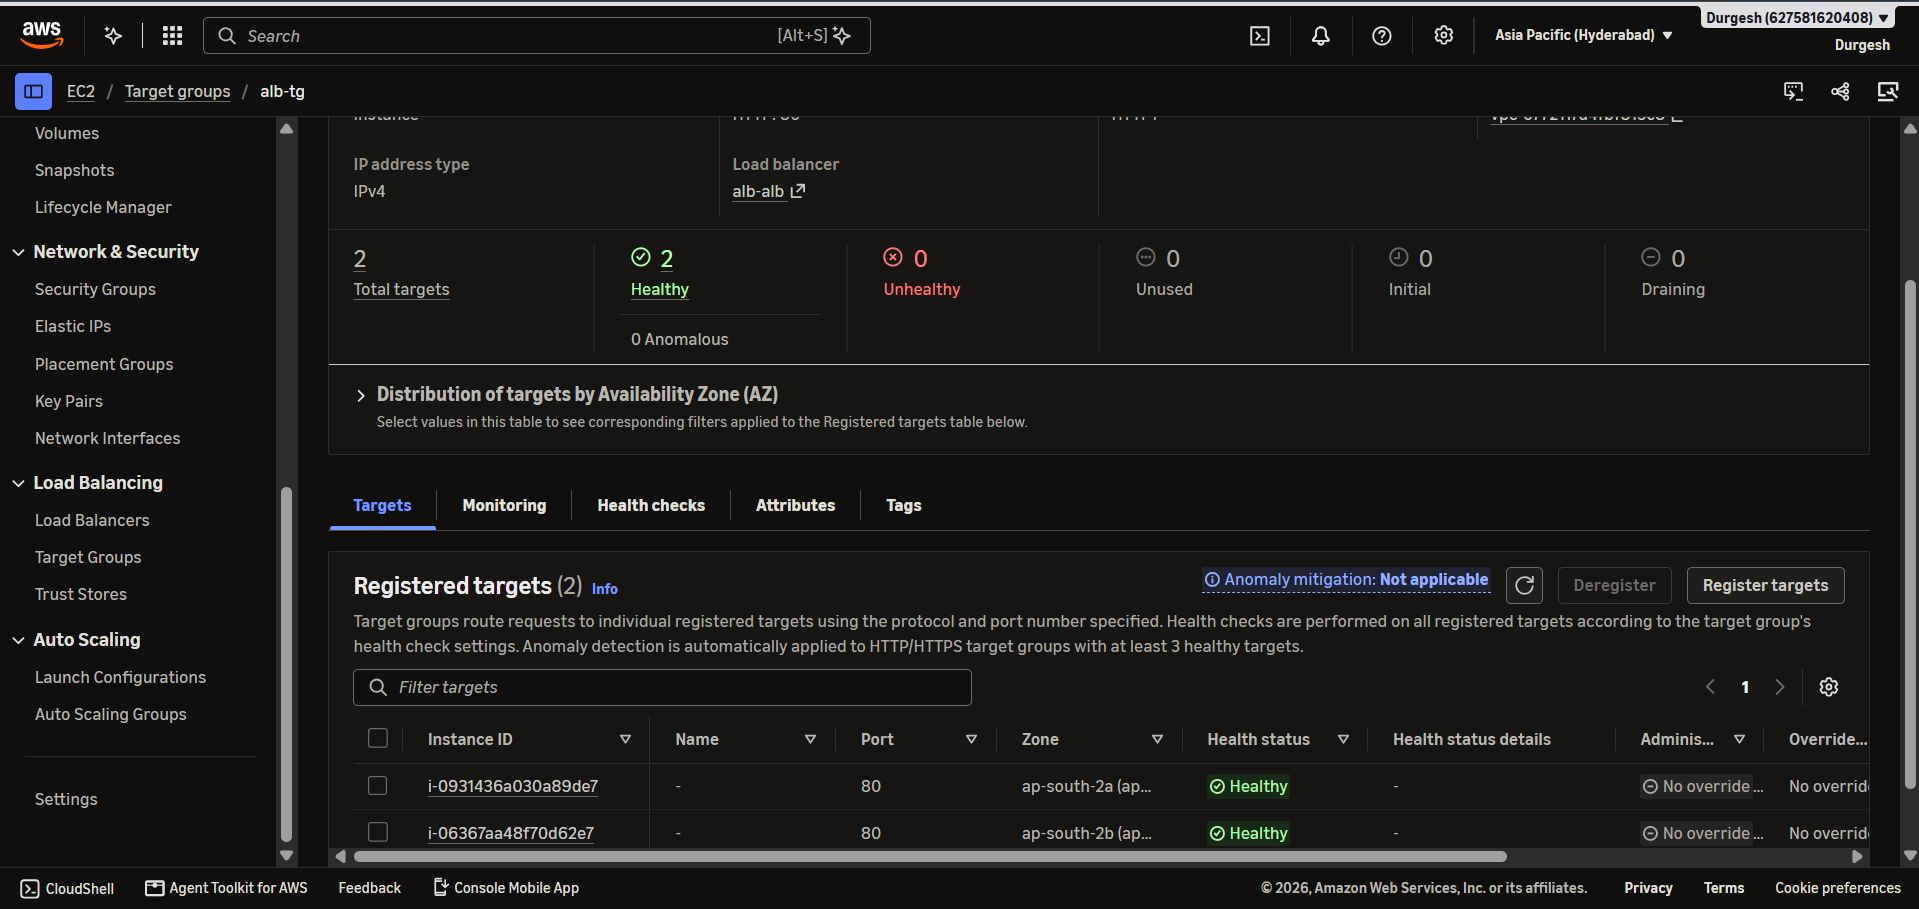 aws
Search
[Alt+S]
Asia Pacific (Hyderabad)
Durgesh (627581620408)
Durgesh
EC2 / Target groups / alb-tg
Volumes
Snapshots
Lifecycle Manager
Network & Security
Security Groups
Elastic IPs
Placement Groups
Key Pairs
Network Interfaces
Load Balancing
Load Balancers
Target Groups
Trust Stores
Auto Scaling
Launch Configurations
Auto Scaling Groups
Settings
IP address type
IPv4
Load balancer
alb-alb
2
Total targets
2
Healthy
0 Anomalous
0
Unhealthy
0
Unused
0
Initial
0
Draining
Distribution of targets by Availability Zone (AZ)
Select values in this table to see corresponding filters applied to the Registered targets table below.
Targets Monitoring Health checks Attributes Tags
Registered targets (2) Info
Anomaly mitigation: Not applicable
Deregister
Register targets
Target groups route requests to individual registered targets using the protocol and port number specified. Health checks are performed on all registered targets according to the target group's
health check settings. Anomaly detection is automatically applied to HTTP/HTTPS target groups with at least 3 healthy targets.
Filter targets
1
Instance ID Name Port Zone Health status Health status details Adminis... Override...
i-0931436a030a89de7 - 80 ap-south-2a (ap... Healthy - No override ... No overrid
i-06367aa48f70d62e7 - 80 ap-south-2b (ap... Healthy - No override ... No overrid
CloudShell Agent Toolkit for AWS Feedback Console Mobile App
© 2026, Amazon Web Services, Inc. or its affiliates. Privacy Terms Cookie preferences